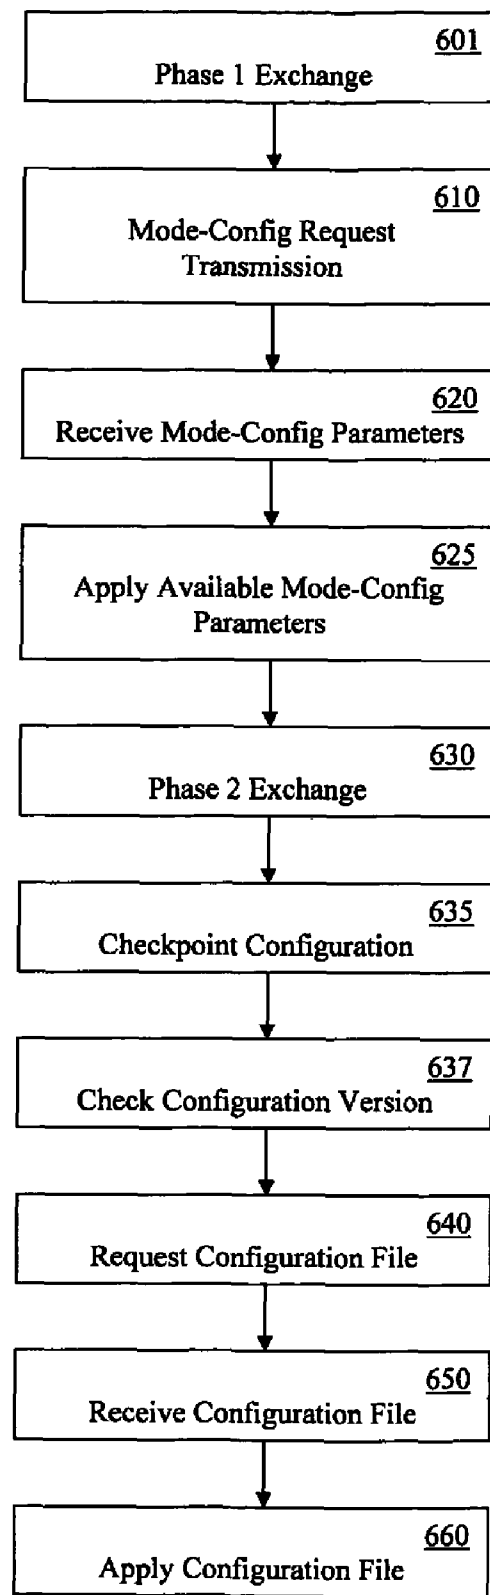 601
Phase 1 Exchange
610
Mode-Config Request
Transmission
620
Receive Mode-Config Parameters
625
Apply Available Mode-Config
Parameters
630
Phase 2 Exchange
635
Checkpoint Configuration
637
Check Configuration Version
640
Request Configuration File
650
Receive Configuration File
660
Apply Configuration File